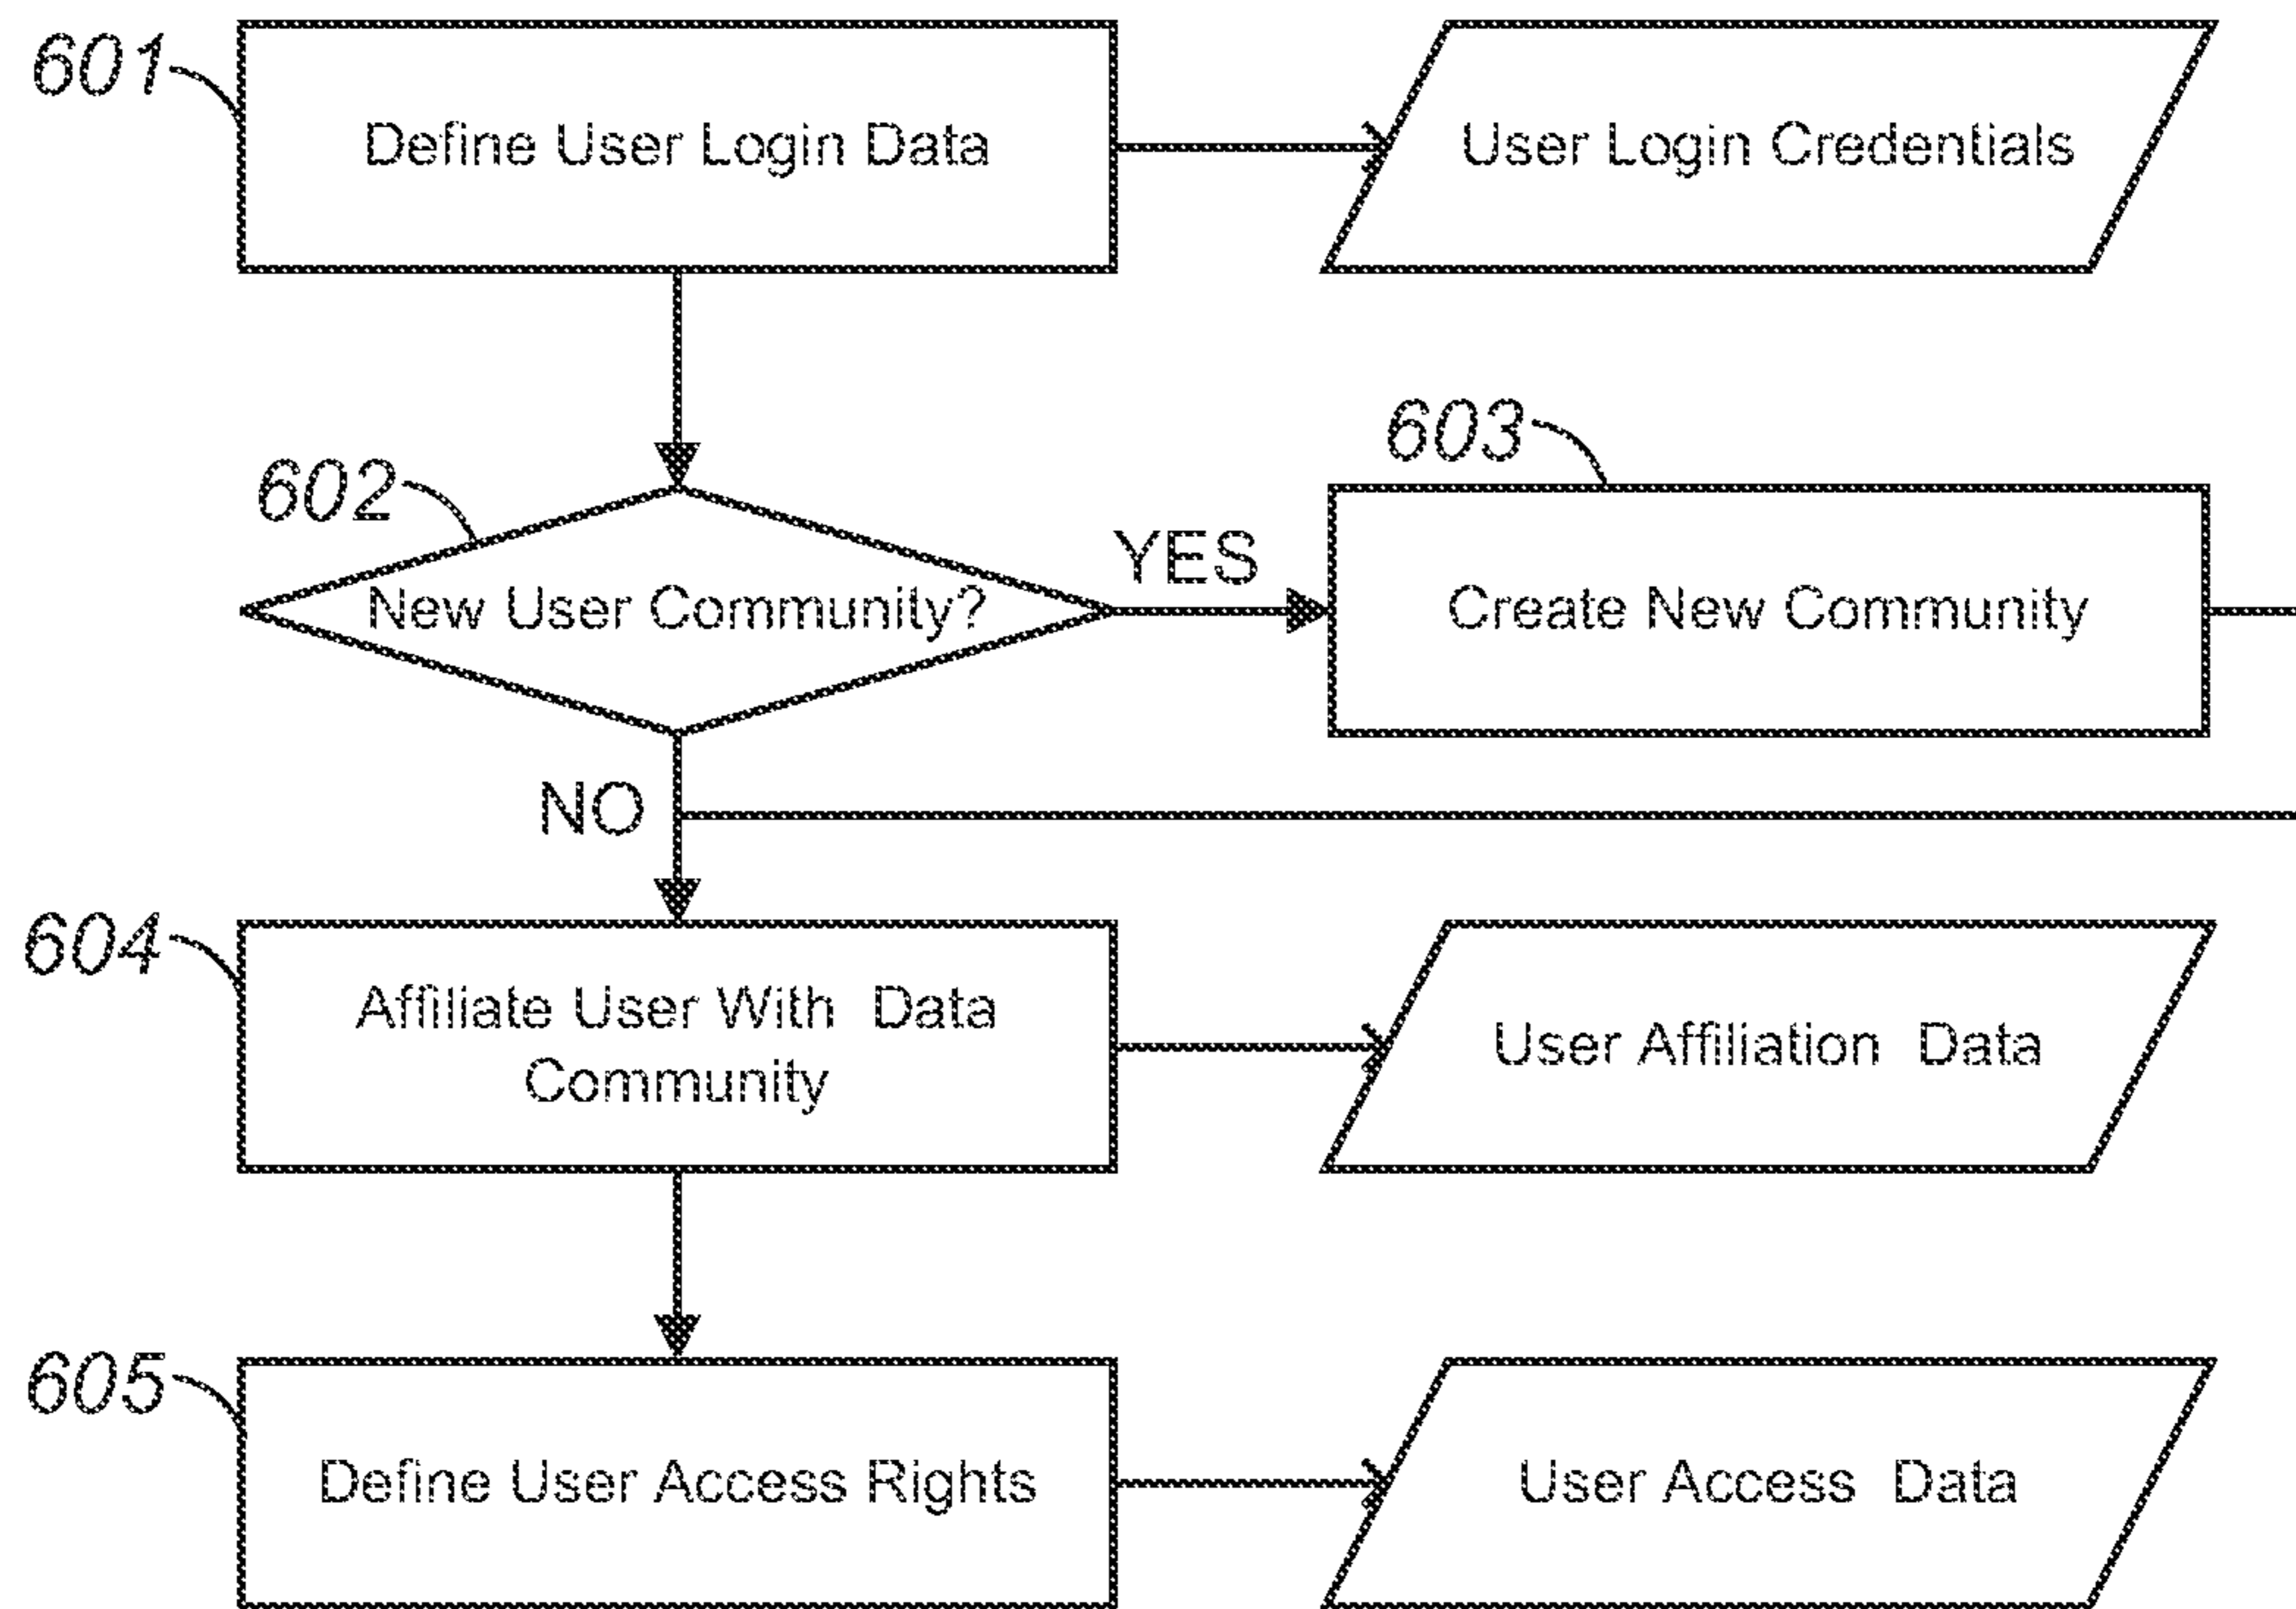 601
Define User Login Data
User Login Credentials
602
603
New User Community?
YES
Create New Community
NO
604
Affiliate User With Data
Community
User Affiliation Data
605
Define User Access Rights
User Access Data